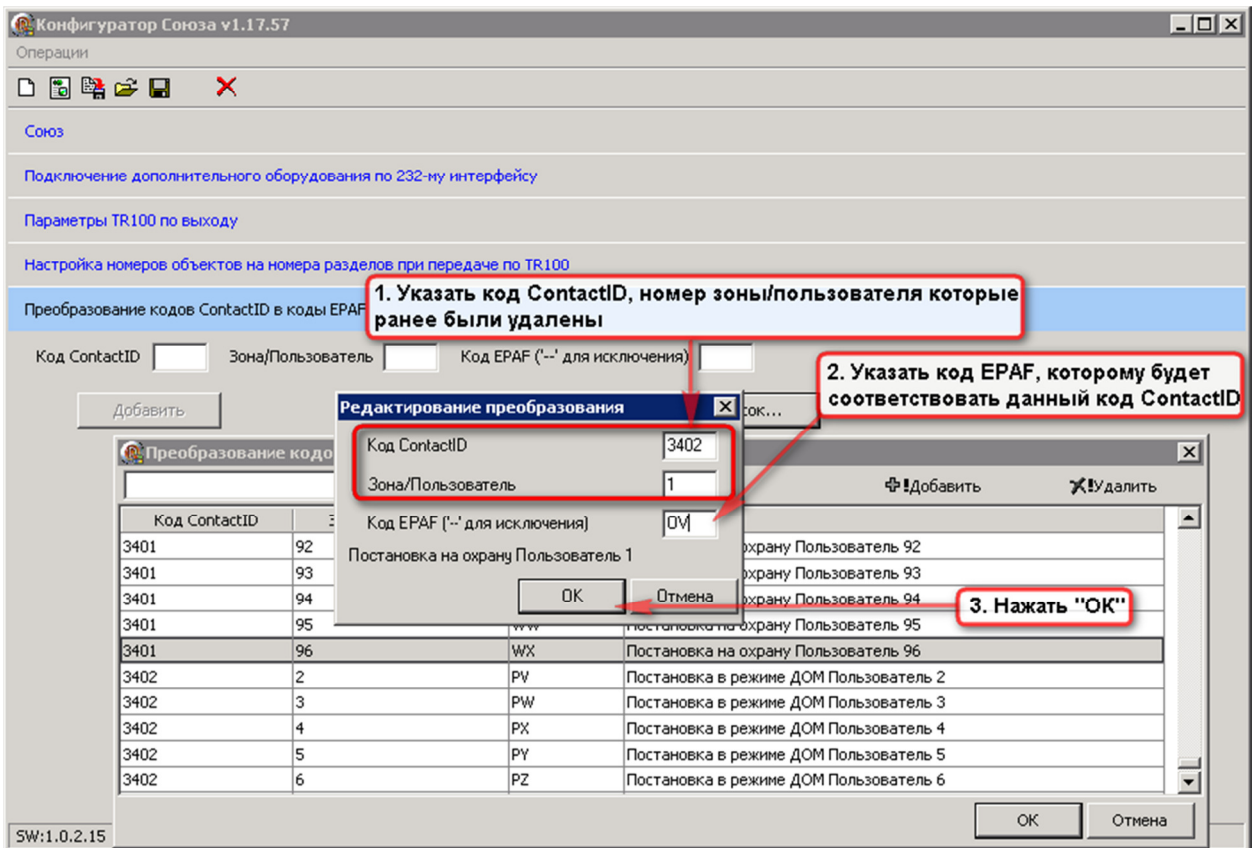 Конфигуратор Союза v1.17.57
Операции
Союз
Подключение дополнительного оборудования по 232-му интерфейсу
Параметры TR100 по выходу
Настройка номеров объектов на номера разделов при передаче по TR100
Преобразование кодов ContactID в коды EPAF
1. Указать код ContactID, номер зоны/пользователя которые
ранее были удалены
Код ContactID Зона/Пользователь Код EPAF ('--' для исключения)
2. Указать код EPAF, которому будет
соответствовать данный код ContactID
Добавить
ок...
Редактирование преобразования
Код ContactID 3402
Зона/Пользователь 1
Код EPAF ('--' для исключения) OV
Постановка на охрану Пользователь 1
OK Отмена
3. Нажать "ОК"
Преобразование кодо
Добавить Удалить
Код ContactID
3401 92 охрану Пользователь 92
3401 93 охрану Пользователь 93
3401 94 охрану Пользователь 94
3401 95 WW Постановка на охрану Пользователь 95
3401 96 WX Постановка на охрану Пользователь 96
3402 2 PV Постановка в режиме ДОМ Пользователь 2
3402 3 PW Постановка в режиме ДОМ Пользователь 3
3402 4 PX Постановка в режиме ДОМ Пользователь 4
3402 5 PY Постановка в режиме ДОМ Пользователь 5
3402 6 PZ Постановка в режиме ДОМ Пользователь 6
OK Отмена
SW:1.0.2.15